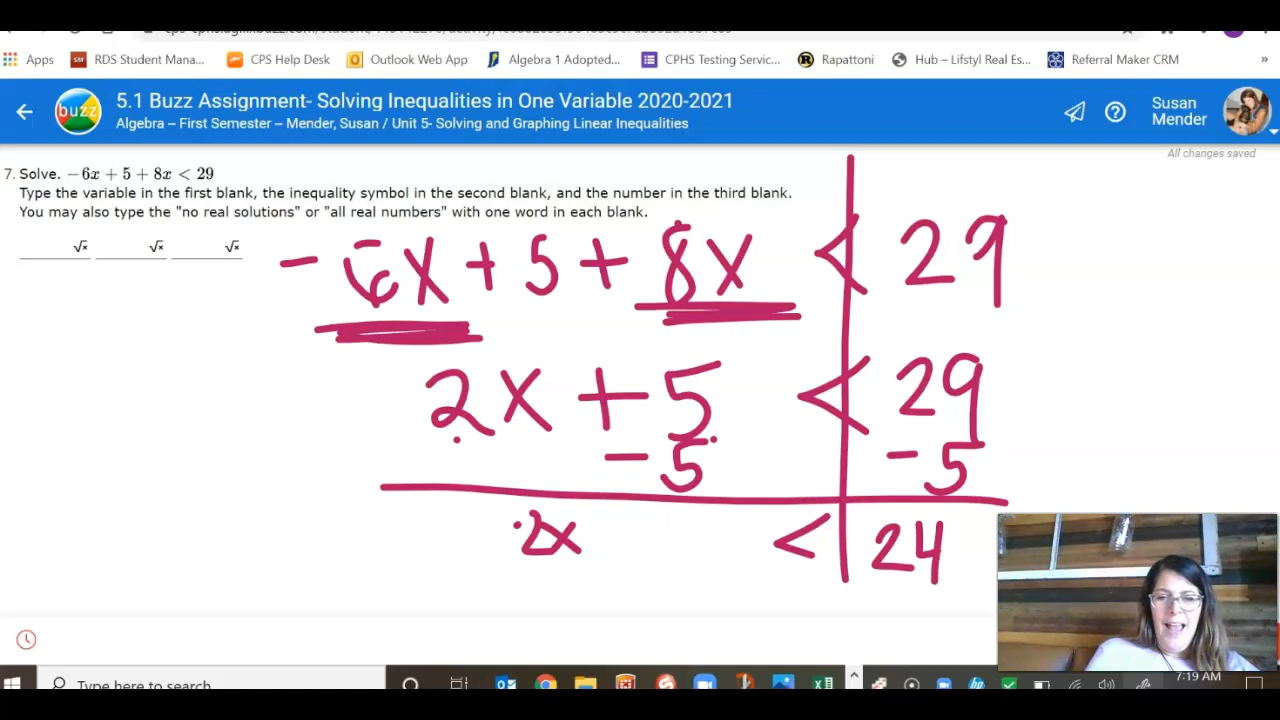 Apps RDS Student Mana... CPS Help Desk Outlook Web App Algebra 1 Adopted... CPHS Testing Servic... Rapattoni Hub – Lifstyl Real Es... Referral Maker CRM »
buzz 5.1 Buzz Assignment- Solving Inequalities in One Variable 2020-2021
Algebra – First Semester – Mender, Susan / Unit 5- Solving and Graphing Linear Inequalities
Susan
Mender
All changes saved
7. Solve. −6x + 5 + 8x < 29
Type the variable in the first blank, the inequality symbol in the second blank, and the number in the third blank.
You may also type the "no real solutions" or "all real numbers" with one word in each blank.
√x √x √x
- 6x + 5 + 8x < 29
2x + 5 < 29
- 5 - 5
2x < 24
Type here to search
7:19 AM